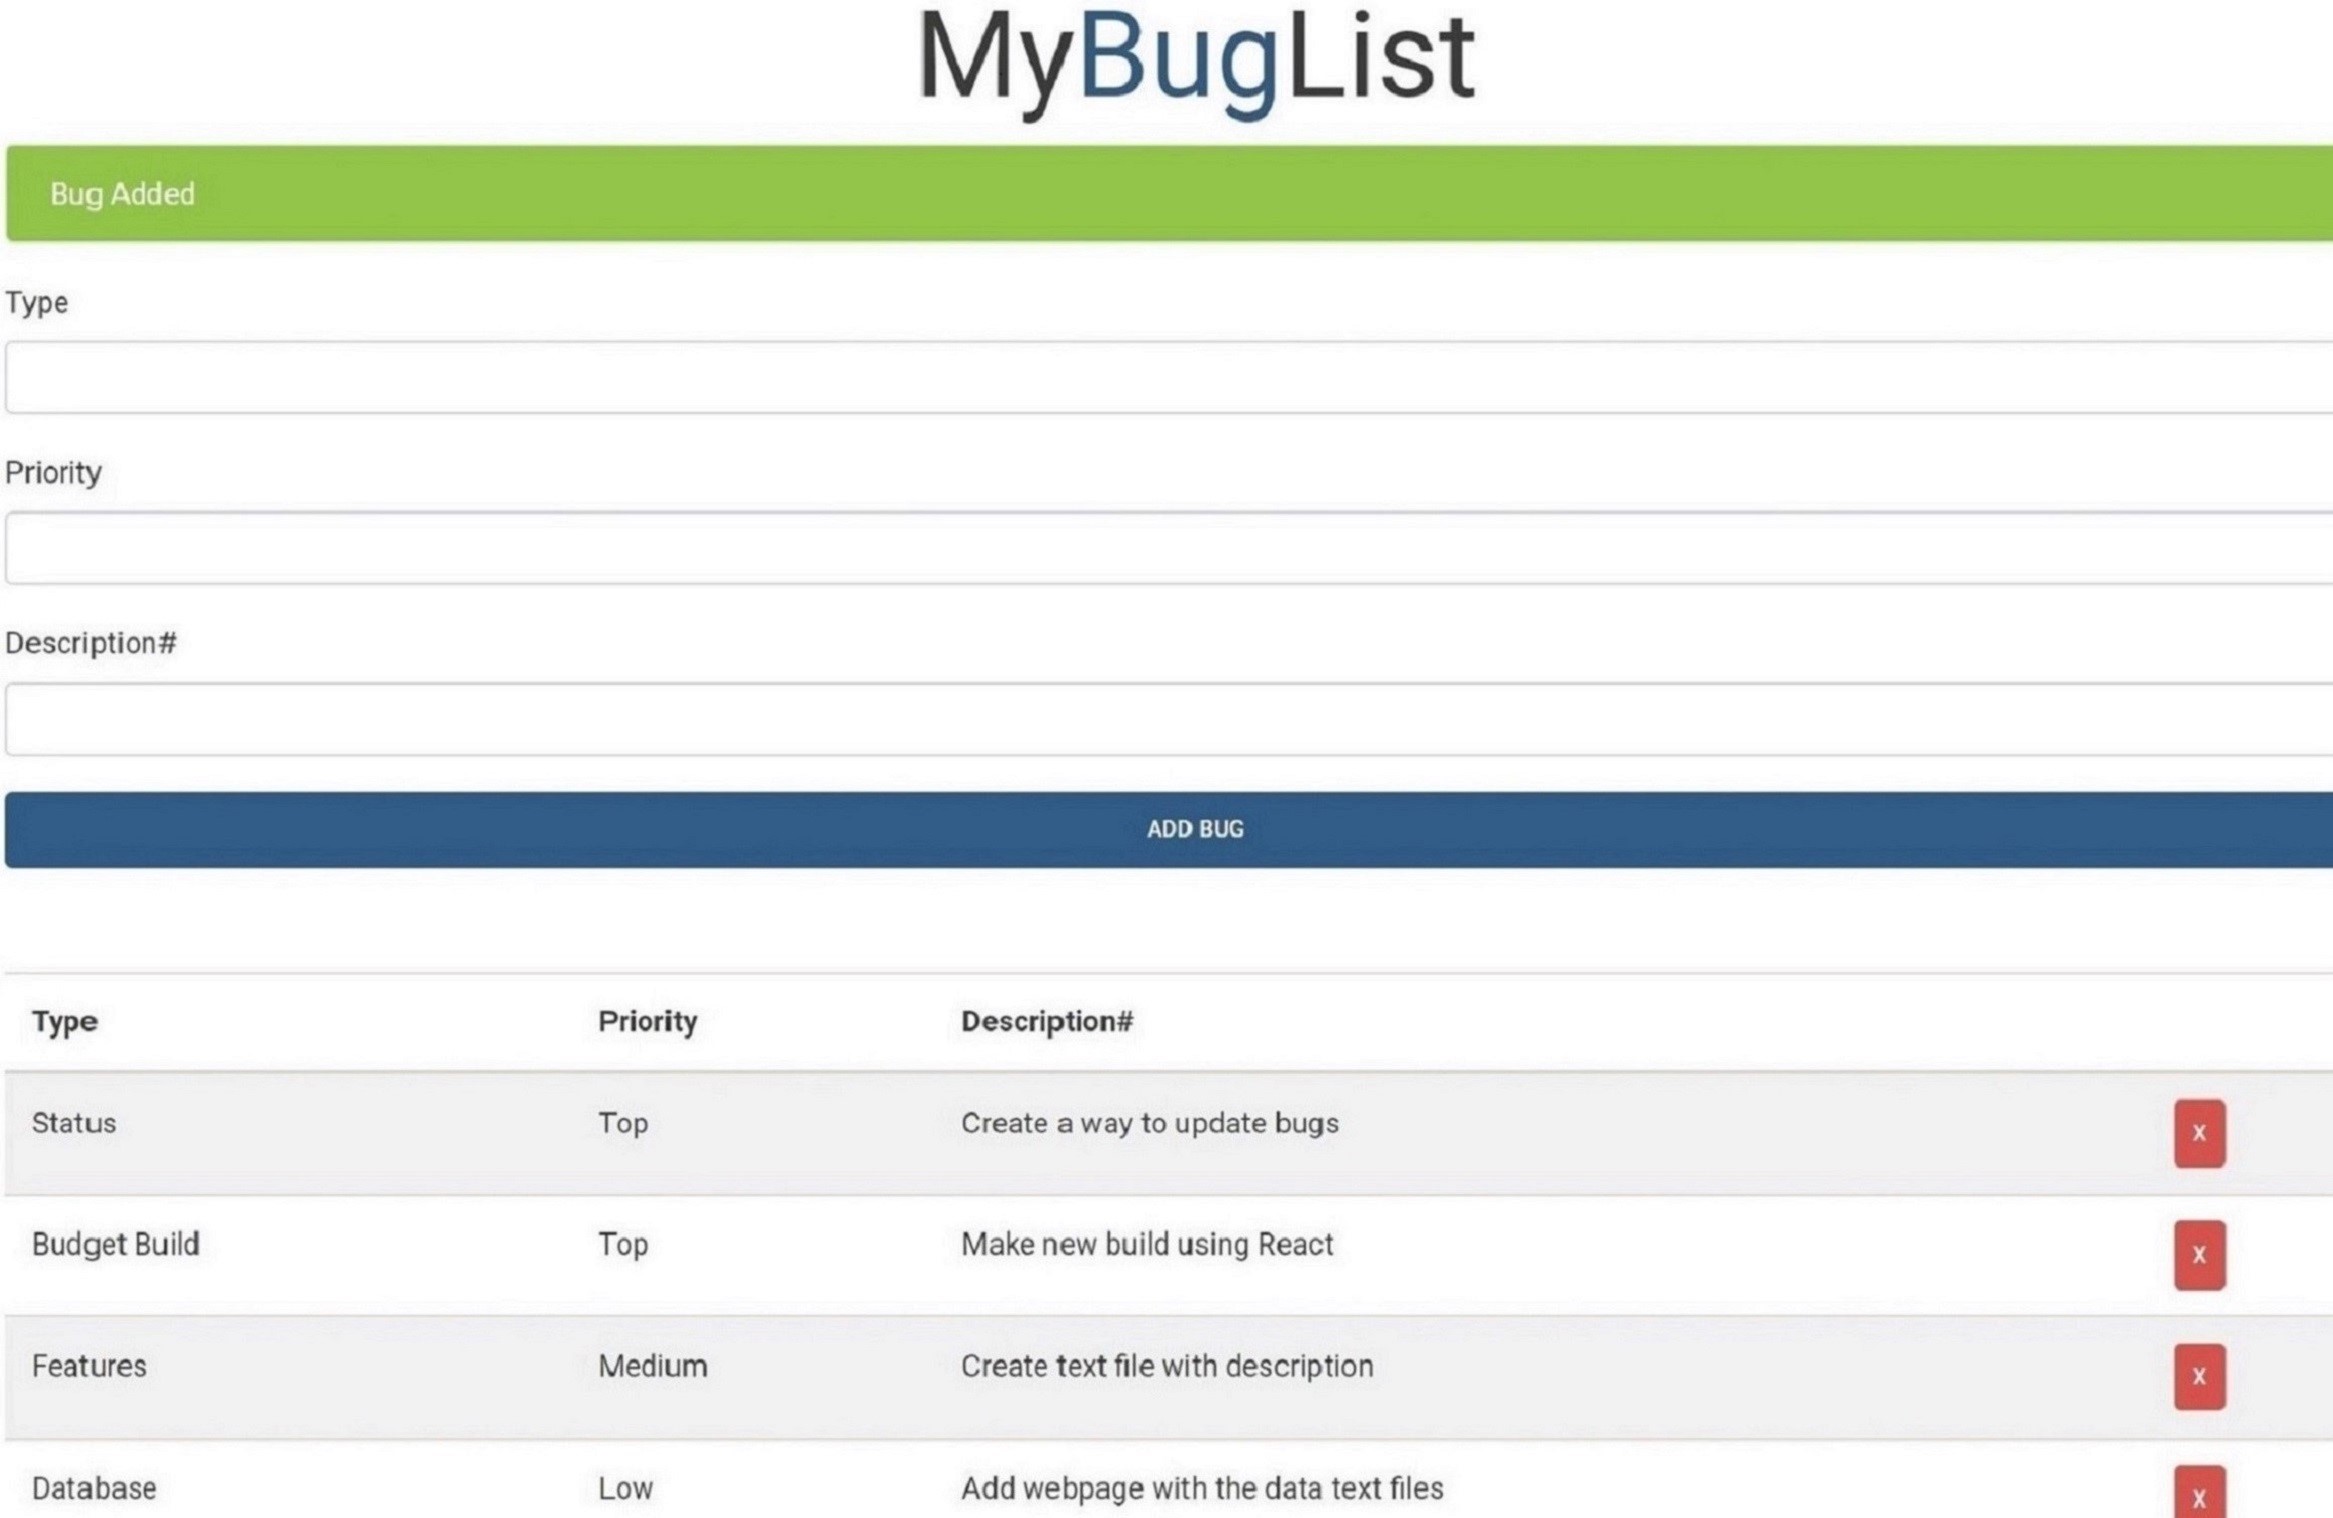 MyBugList
Bug Added
Type
Priority
Description#
ADD BUG
Type Priority Description#
Status Top Create a way to update bugs X
Budget Build Top Make new build using React X
Features Medium Create text file with description X
Database Low Add webpage with the data text files X